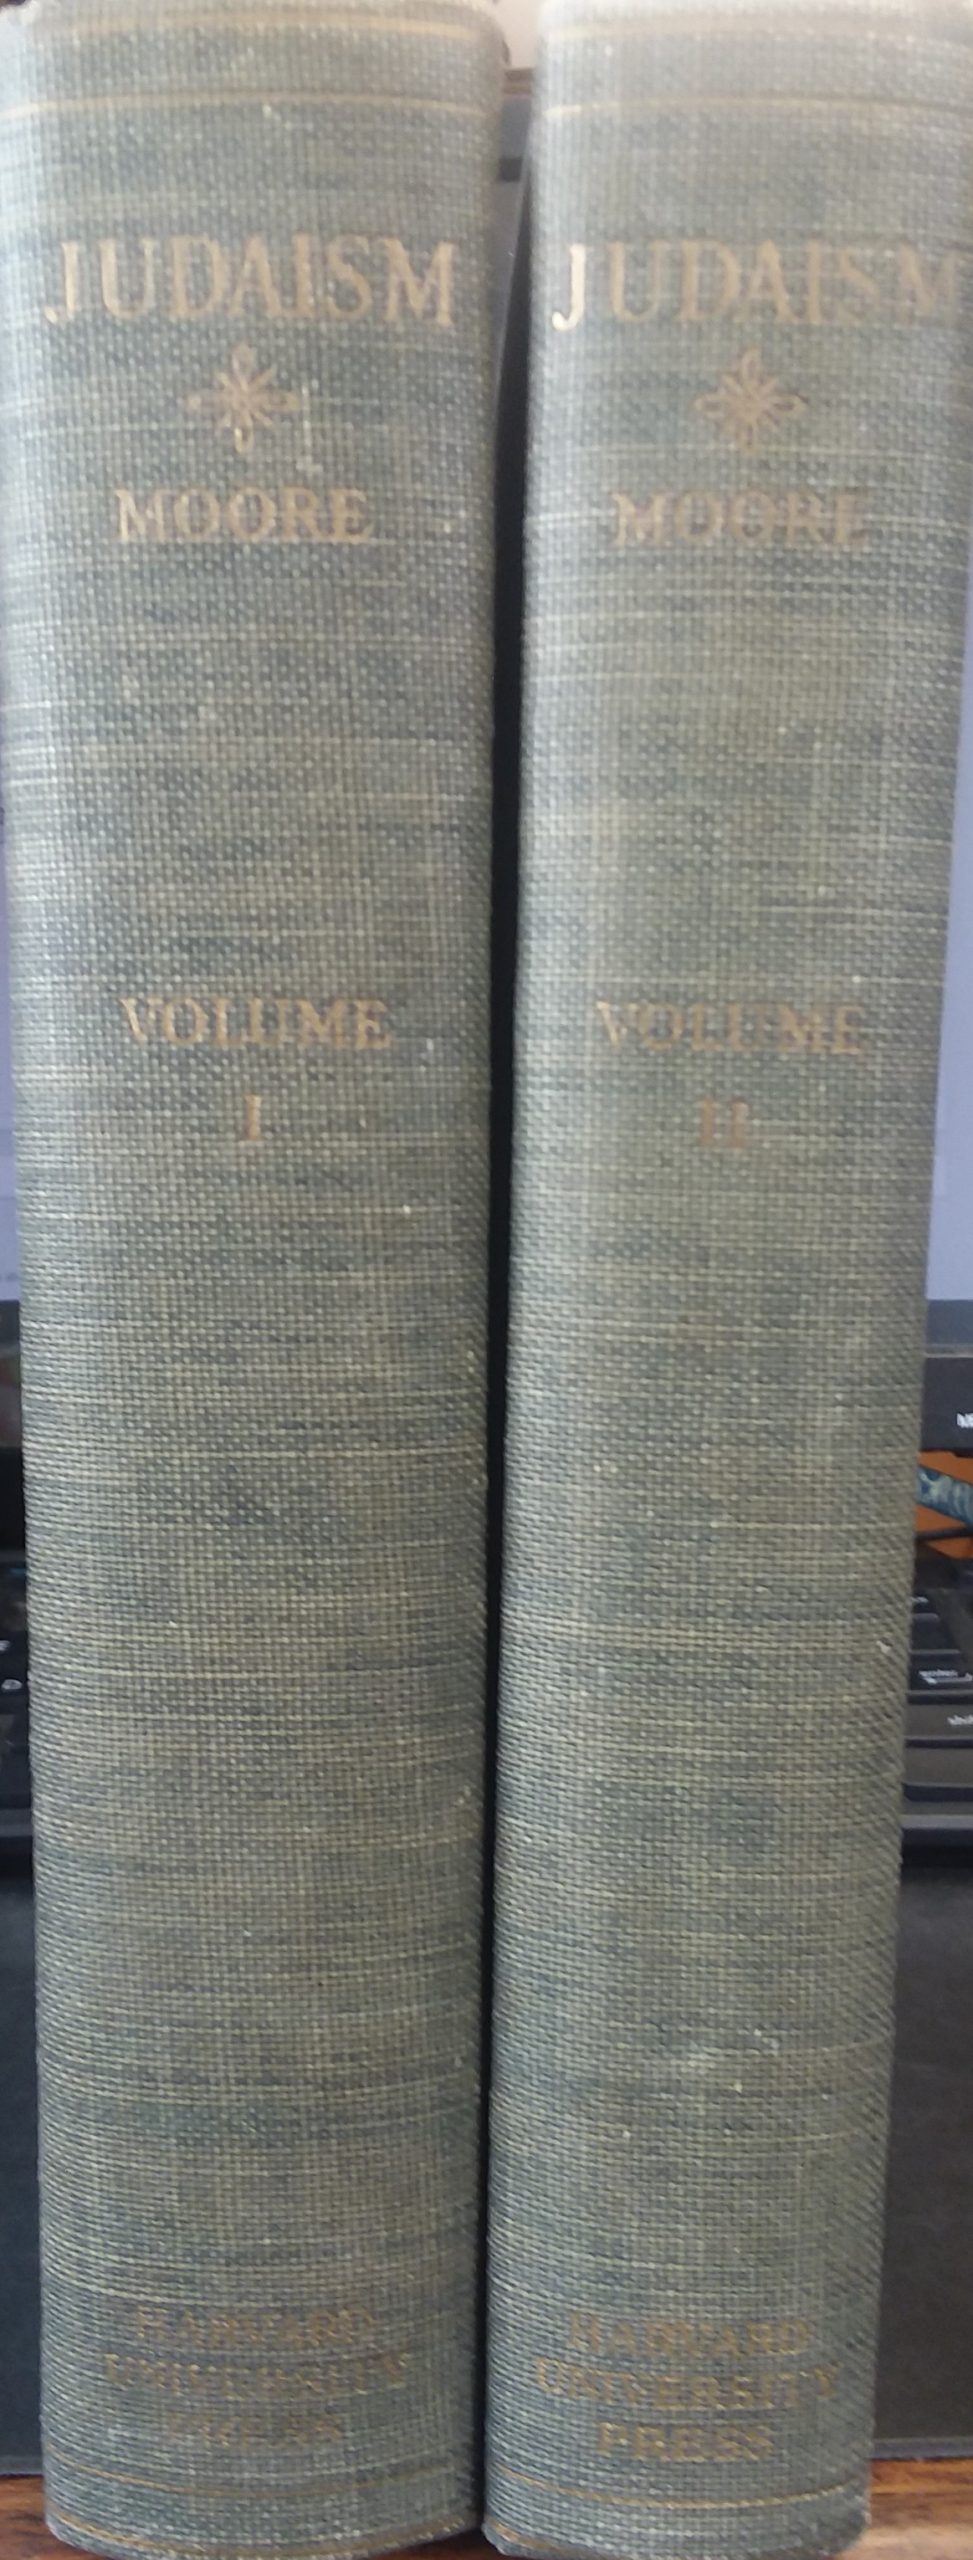 JUDAISM
MOORE
VOLUME
I
HARVARD
UNIVERSITY
PRESS
JUDAISM
MOORE
VOLUME
II
HARVARD
UNIVERSITY
PRESS